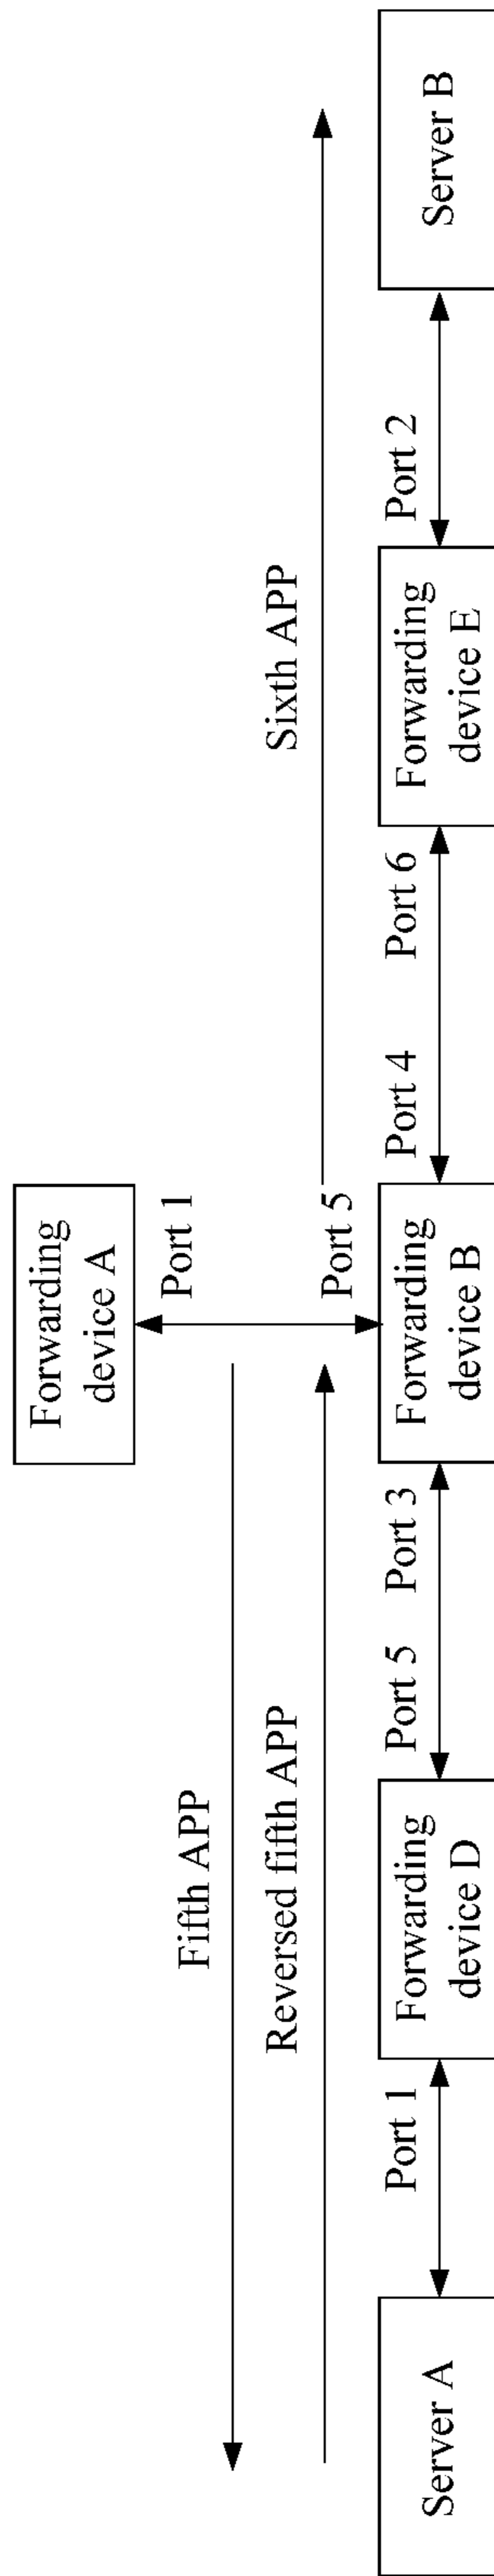 Forwarding
device A
Port 1
Fifth APP
Reversed fifth APP
Sixth APP
Port 5
Server A
Port 1
Forwarding
device D
Port 5
Port 3
Forwarding
device B
Port 4
Port 6
Forwarding
device E
Port 2
Server B